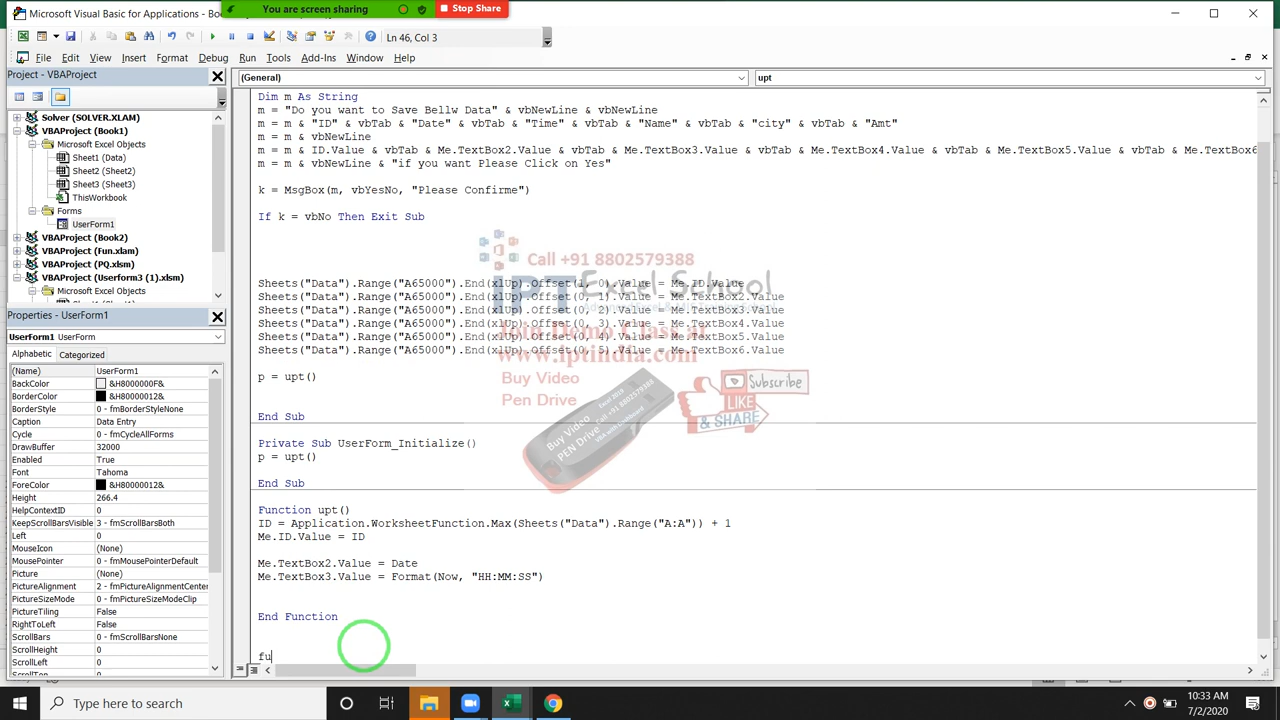 Microsoft Visual Basic for Applications - Boo
You are screen sharing
Stop Share
Ln 46, Col 3
File Edit View Insert Format Debug Run Tools Add-Ins Window Help
Project - VBAProject
Solver (SOLVER.XLAM)
VBAProject (Book1)
Microsoft Excel Objects
Sheet1 (Data)
Sheet2 (Sheet2)
Sheet3 (Sheet3)
ThisWorkbook
Forms
UserForm1
VBAProject (Book2)
VBAProject (Fun.xlam)
VBAProject (PQ.xlsm)
VBAProject (Userform3 (1).xlsm)
Microsoft Excel Objects
Properties - UserForm1
UserForm1 UserForm
Alphabetic Categorized
(Name) UserForm1
BackColor &H8000000F&
BorderColor &H80000012&
BorderStyle 0 - fmBorderStyleNone
Caption Data Entry
Cycle 0 - fmCycleAllForms
DrawBuffer 32000
Enabled True
Font Tahoma
ForeColor &H80000012&
Height 266.4
HelpContextID 0
KeepScrollBarsVisible 3 - fmScrollBarsBoth
Left 0
MouseIcon (None)
MousePointer 0 - fmMousePointerDefault
Picture (None)
PictureAlignment 2 - fmPictureAlignmentCenter
PictureSizeMode 0 - fmPictureSizeModeClip
PictureTiling False
RightToLeft False
ScrollBars 0 - fmScrollBarsNone
ScrollHeight 0
ScrollLeft 0
ScrollTop 0
(General) upt
Dim m As String
m = "Do you want to Save Bellw Data" & vbNewLine & vbNewLine
m = m & "ID" & vbTab & "Date" & vbTab & "Time" & vbTab & "Name" & vbTab & "city" & vbTab & "Amt"
m = m & vbNewLine
m = m & ID.Value & vbTab & Me.TextBox2.Value & vbTab & Me.TextBox3.Value & vbTab & Me.TextBox4.Value & vbTab & Me.TextBox5.Value & vbTab & Me.TextBox6
m = m & vbNewLine & "if you want Please Click on Yes"
k = MsgBox(m, vbYesNo, "Please Confirme")
If k = vbNo Then Exit Sub
Sheets("Data").Range("A65000").End(xlUp).Offset(1, 0).Value = Me.ID.Value
Sheets("Data").Range("A65000").End(xlUp).Offset(0, 1).Value = Me.TextBox2.Value
Sheets("Data").Range("A65000").End(xlUp).Offset(0, 2).Value = Me.TextBox3.Value
Sheets("Data").Range("A65000").End(xlUp).Offset(0, 3).Value = Me.TextBox4.Value
Sheets("Data").Range("A65000").End(xlUp).Offset(0, 4).Value = Me.TextBox5.Value
Sheets("Data").Range("A65000").End(xlUp).Offset(0, 5).Value = Me.TextBox6.Value
p = upt()
End Sub
Private Sub UserForm_Initialize()
p = upt()
End Sub
Function upt()
ID = Application.WorksheetFunction.Max(Sheets("Data").Range("A:A")) + 1
Me.ID.Value = ID
Me.TextBox2.Value = Date
Me.TextBox3.Value = Format(Now, "HH:MM:SS")
End Function
fu
Call +91 8802579388
IPT Excel School
Join Demo Class at
www.iptindia.com
Buy Video
Pen Drive
Subscribe
LIKE
& SHARE
Type here to search
10:33 AM
7/2/2020